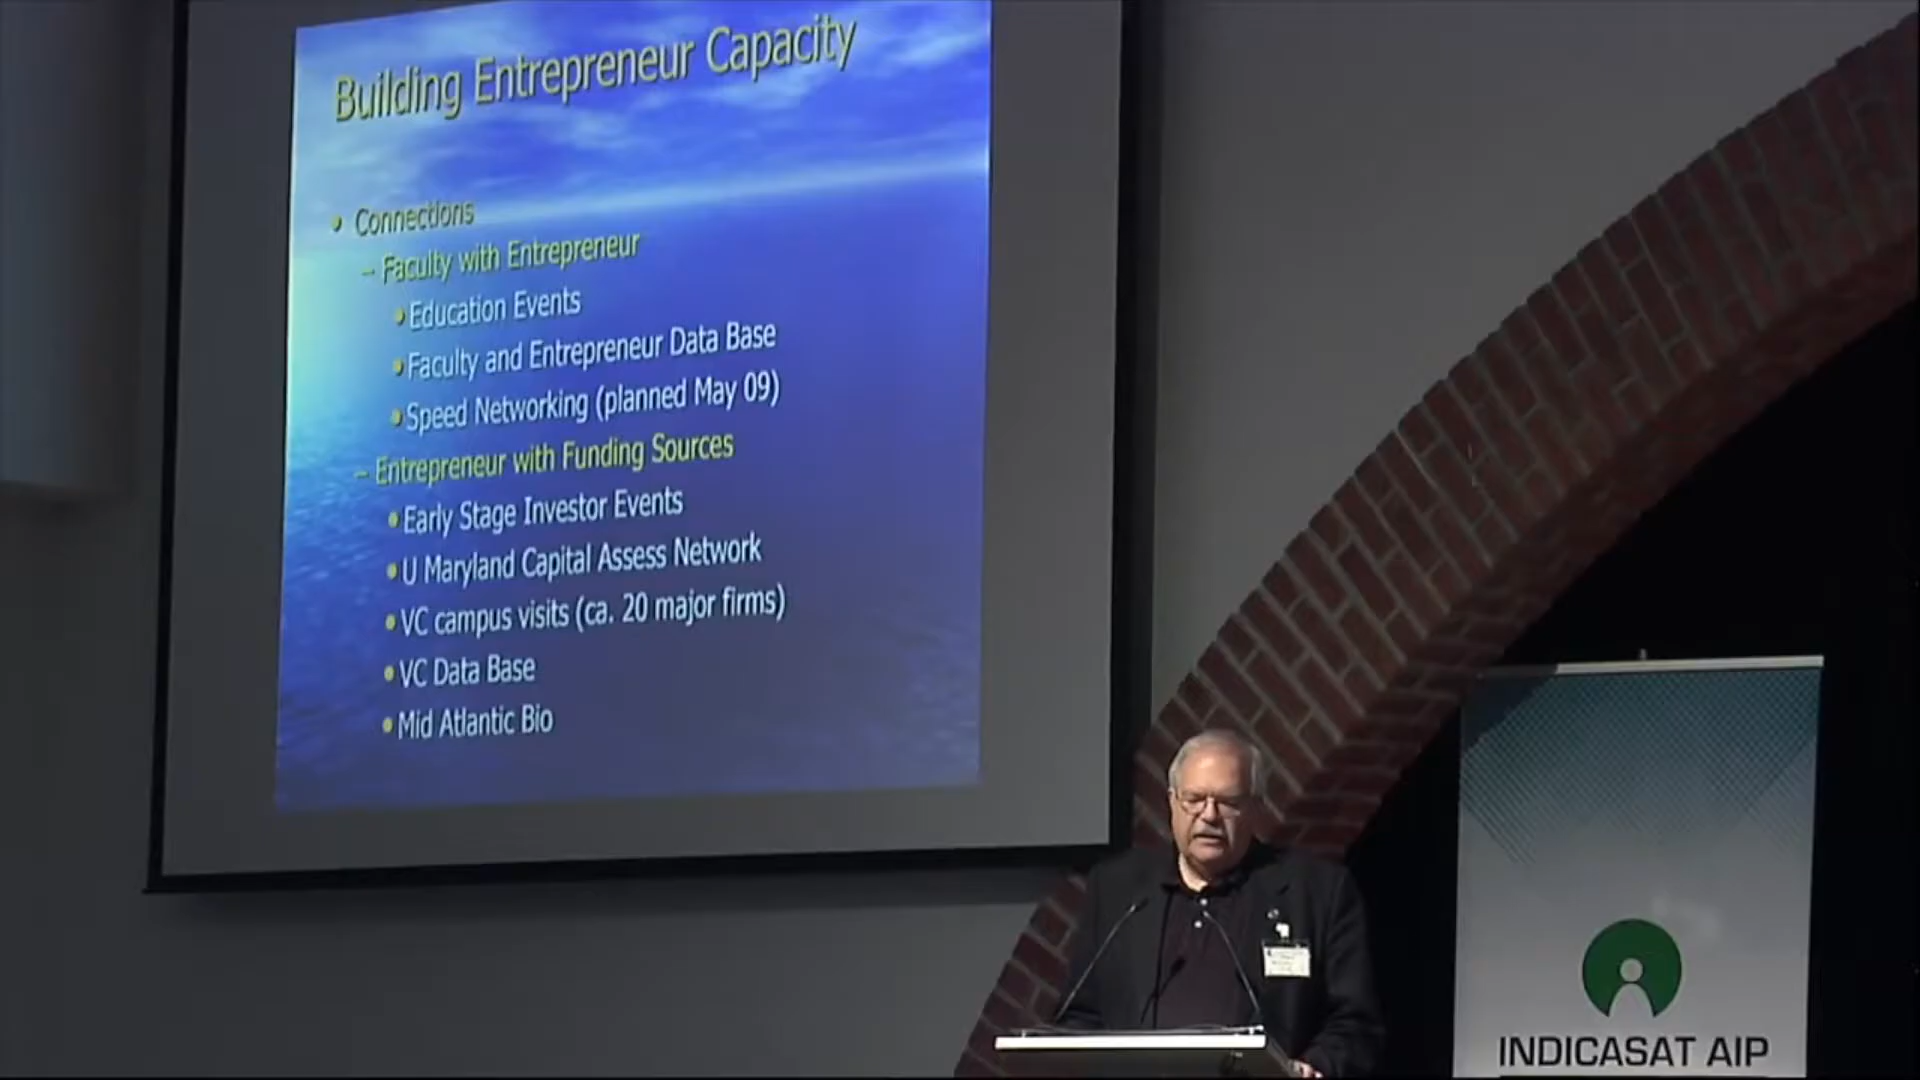 Building Entrepreneur Capacity
• Connections
– Faculty with Entrepreneur
• Education Events
• Faculty and Entrepreneur Data Base
• Speed Networking (planned May 09)
– Entrepreneur with Funding Sources
• Early Stage Investor Events
• U Maryland Capital Assess Network
• VC campus visits (ca. 20 major firms)
• VC Data Base
• Mid Atlantic Bio
INDICASAT AIP